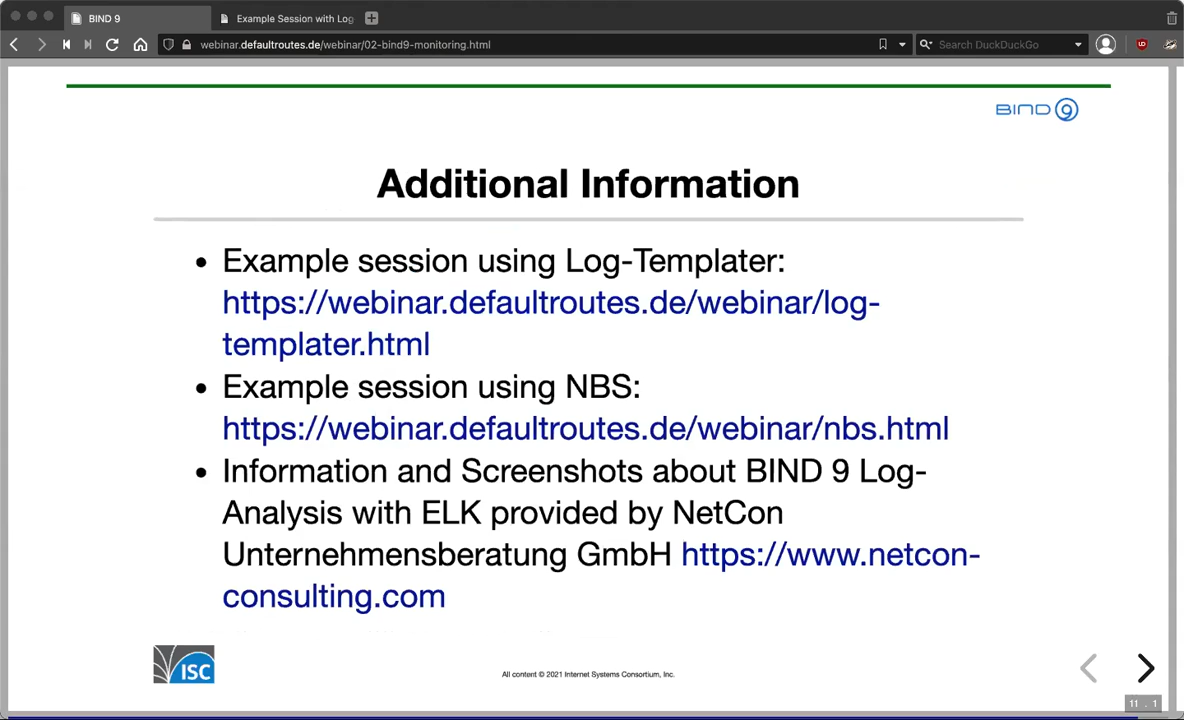 BIND 9
Example Session with Log
webinar.defaultroutes.de/webinar/02-bind9-monitoring.html
Search DuckDuckGo
BIND 9
Additional Information
• Example session using Log-Templater:
https://webinar.defaultroutes.de/webinar/log-
templater.html
• Example session using NBS:
https://webinar.defaultroutes.de/webinar/nbs.html
• Information and Screenshots about BIND 9 Log-
Analysis with ELK provided by NetCon
Unternehmensberatung GmbH https://www.netcon-
consulting.com
ISC
All content © 2021 Internet Systems Consortium, Inc.
11 . 1